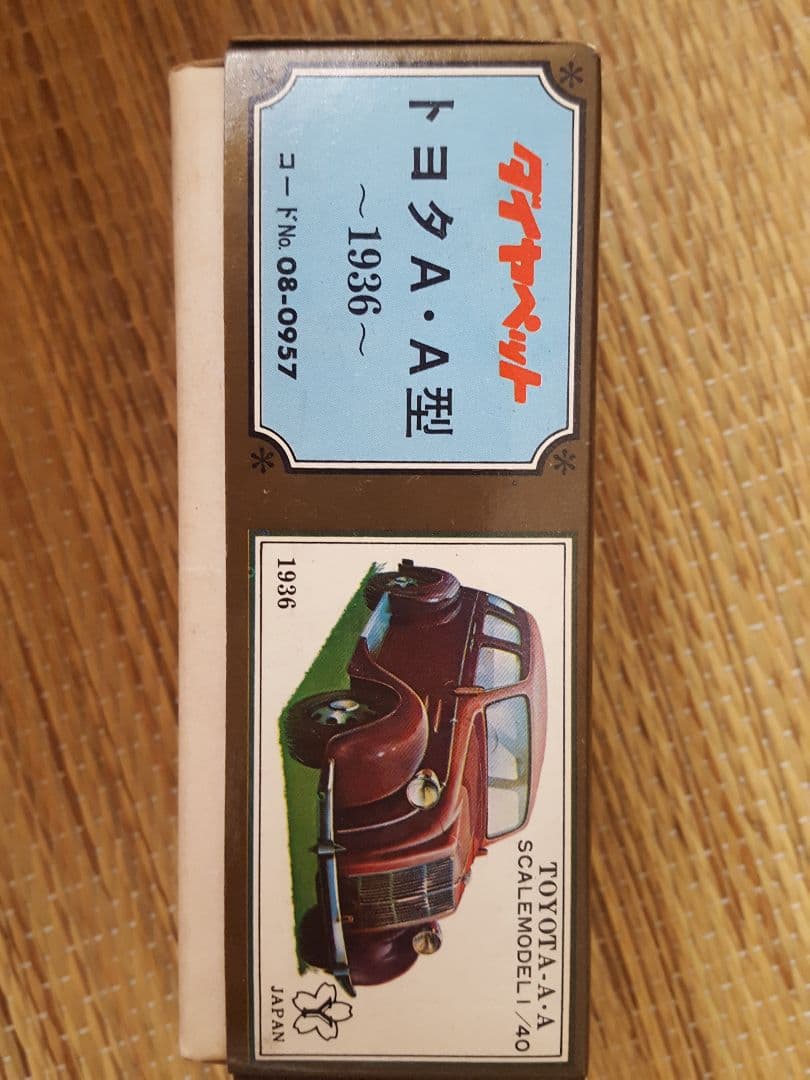 ダイヤペット
トヨタA・A型
〜1936〜
コードNo.08-0957
TOYOTA-A・A
SCALEMODEL 1/40
1936
Y
JAPAN